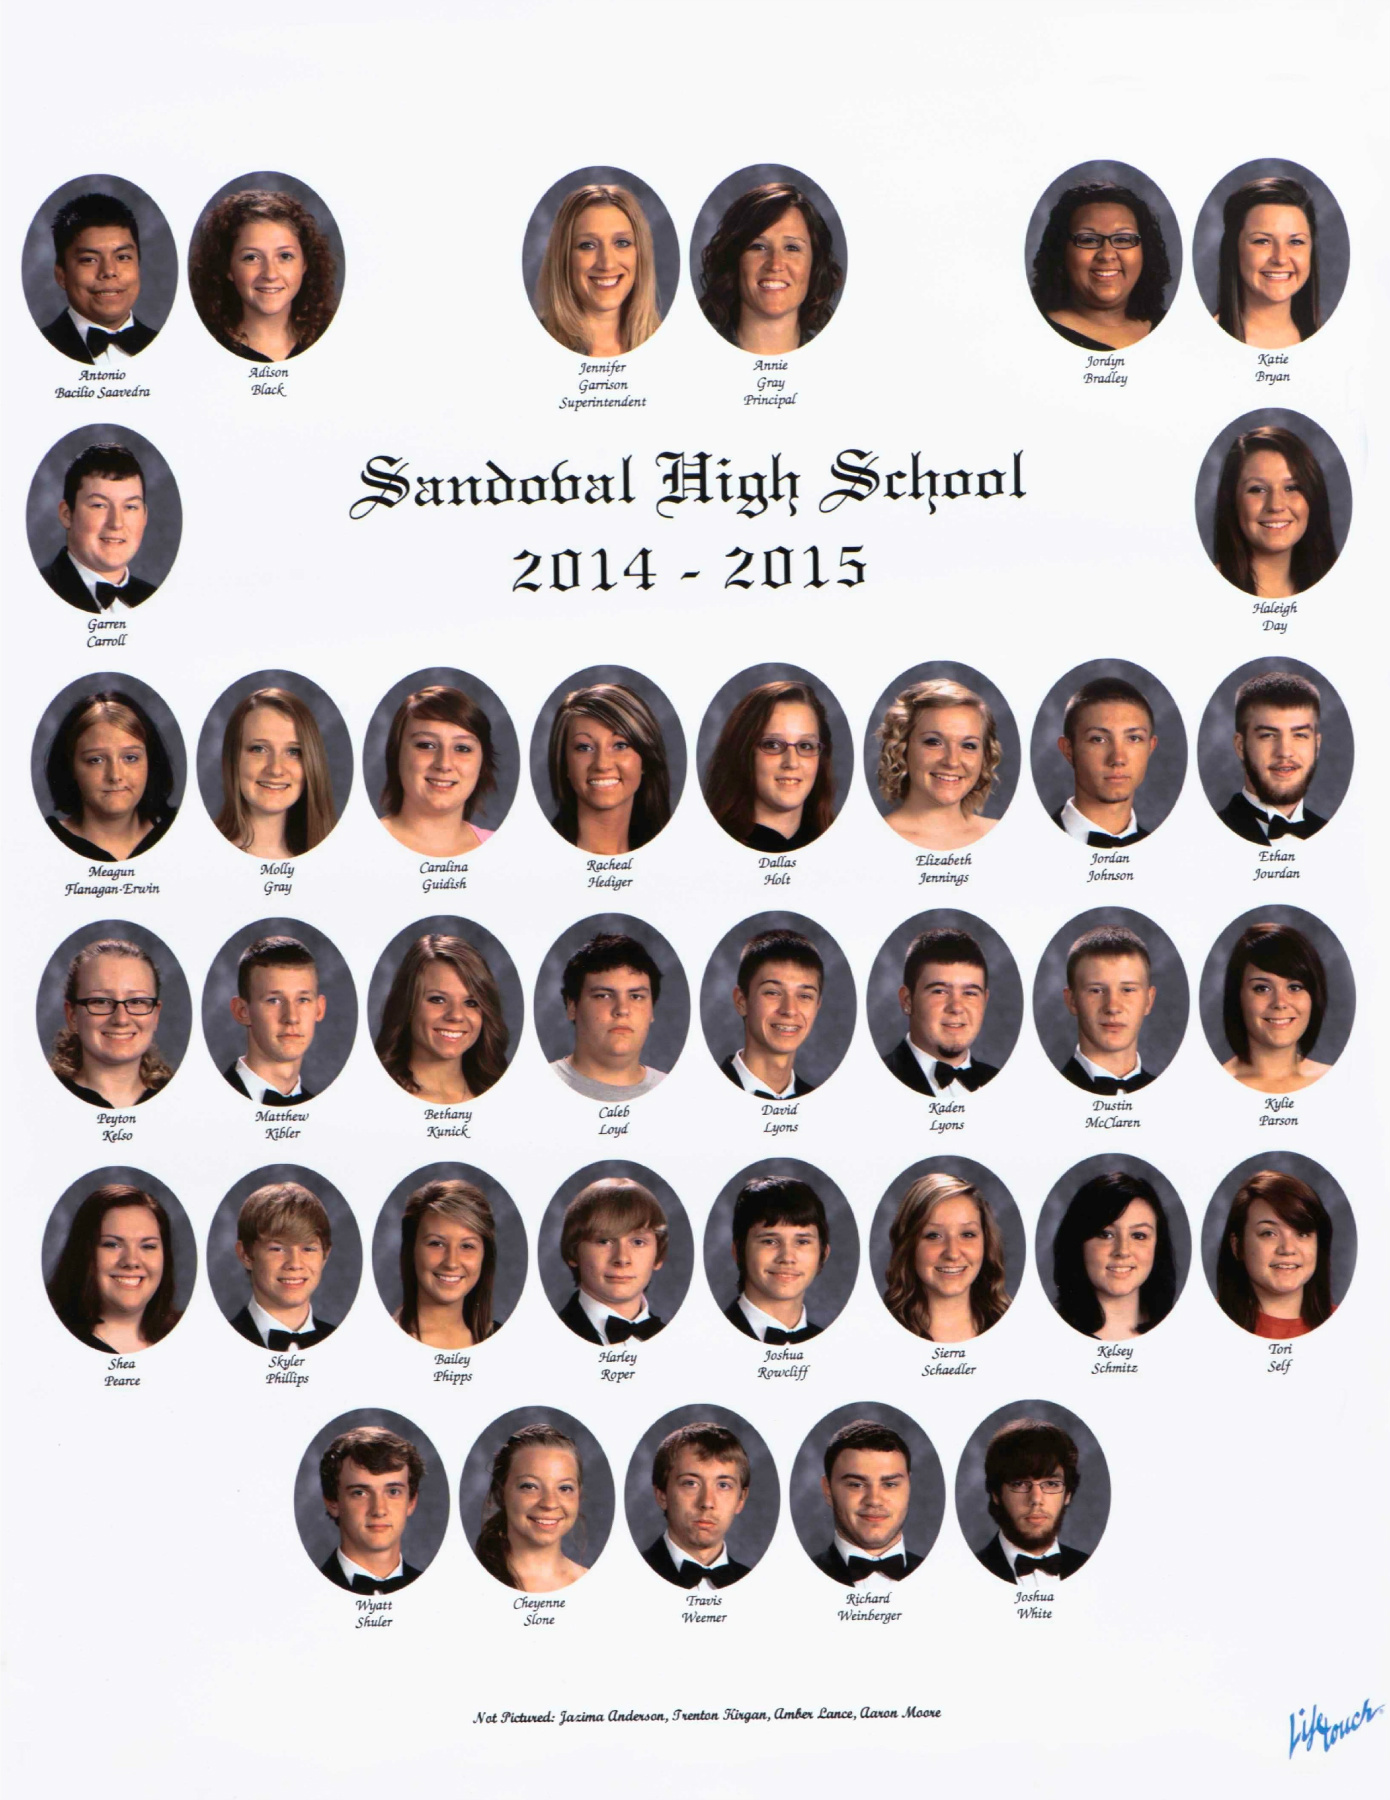 Antonio
Bacilio Saavedra
Adison
Black
Jennifer
Garrison
Superintendent
Annie
Gray
Principal
Jordyn
Bradley
Katie
Bryan
Sandoval High School
2014 - 2015
Garren
Carroll
Haleigh
Day
Meagun
Flanagan-Erwin
Molly
Gray
Caralina
Guidish
Racheal
Hediger
Dallas
Holt
Elizabeth
Jennings
Jordan
Johnson
Ethan
Jourdan
Peyton
Kelso
Matthew
Kibler
Bethany
Kunick
Caleb
Loyd
David
Lyons
Kaden
Lyons
Dustin
McClaren
Kylie
Parson
Shea
Pearce
Skyler
Phillips
Bailey
Phipps
Harley
Roper
Joshua
Rowcliff
Sierra
Schaedler
Kelsey
Schmitz
Tori
Self
Wyatt
Shuler
Cheyenne
Slone
Travis
Weemer
Richard
Weinberger
Joshua
White
Not Pictured: Jazima Anderson, Trenton Kirgan, Amber Lance, Aaron Moore
Lifetouch